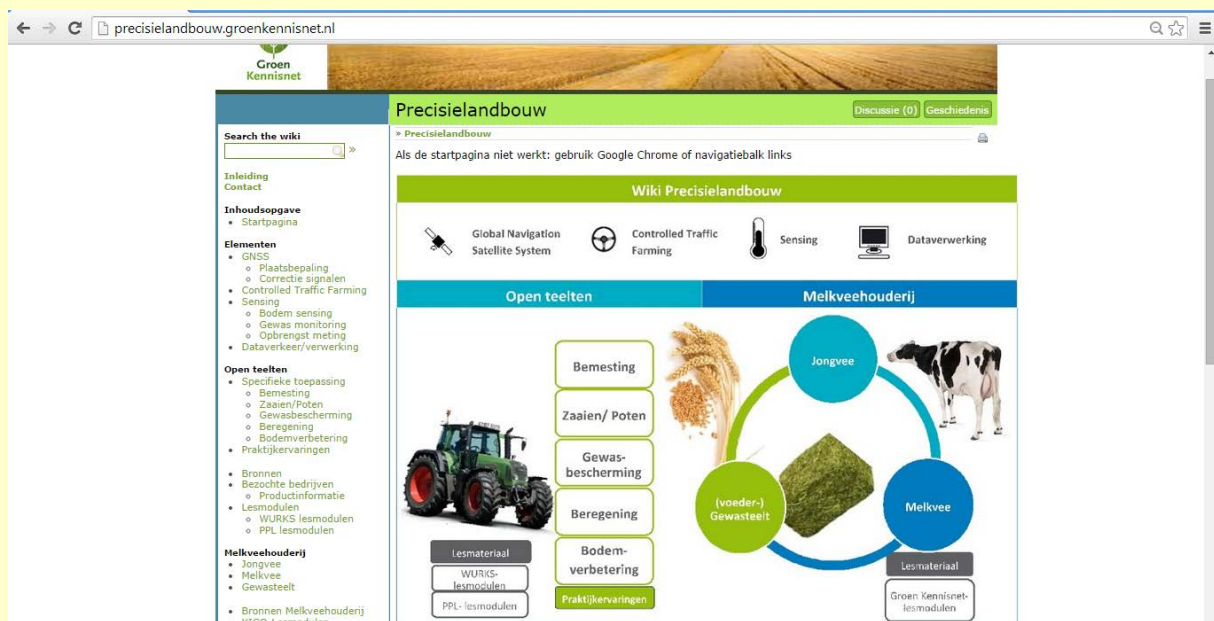 precisielandbouw.groenkennisnet.nl
Groen
Kennisnet
Precisielandbouw
Discussie (0)
Geschiedenis
Search the wiki
»
Inleiding
Contact
Inhoudsopgave
Startpagina
Elementen
GNSS
Plaatsbepaling
Correctie signalen
Controlled Traffic Farming
Sensing
Bodem sensing
Gewas monitoring
Opbrengst meting
Dataverkeer/verwerking
Open teelten
Specifieke toepassing
Bemesting
Zaaien/Poten
Gewasbescherming
Beregening
Bodemverbetering
Praktijkervaringen
Bronnen
Bezochte bedrijven
Productinformatie
Lesmodulen
WURKS lesmodulen
PPL lesmodulen
Melkveehouderij
Jongvee
Melkvee
Gewasteelt
Bronnen Melkveehouderij
» Precisielandbouw
Als de startpagina niet werkt: gebruik Google Chrome of navigatiebalk links
Wiki Precisielandbouw
Global Navigation
Satellite System
Controlled Traffic
Farming
Sensing
Dataverwerking
Open teelten
Bemesting
Zaaien/ Poten
Gewas-
bescherming
Beregening
Bodem-
verbetering
Praktijkervaringen
Lesmateriaal
WURKS-
lesmodulen
PPL- lesmodulen
Melkveehouderij
Jongvee
(voeder-)
Gewasteelt
Melkvee
Lesmateriaal
Groen Kennisnet-
lesmodulen